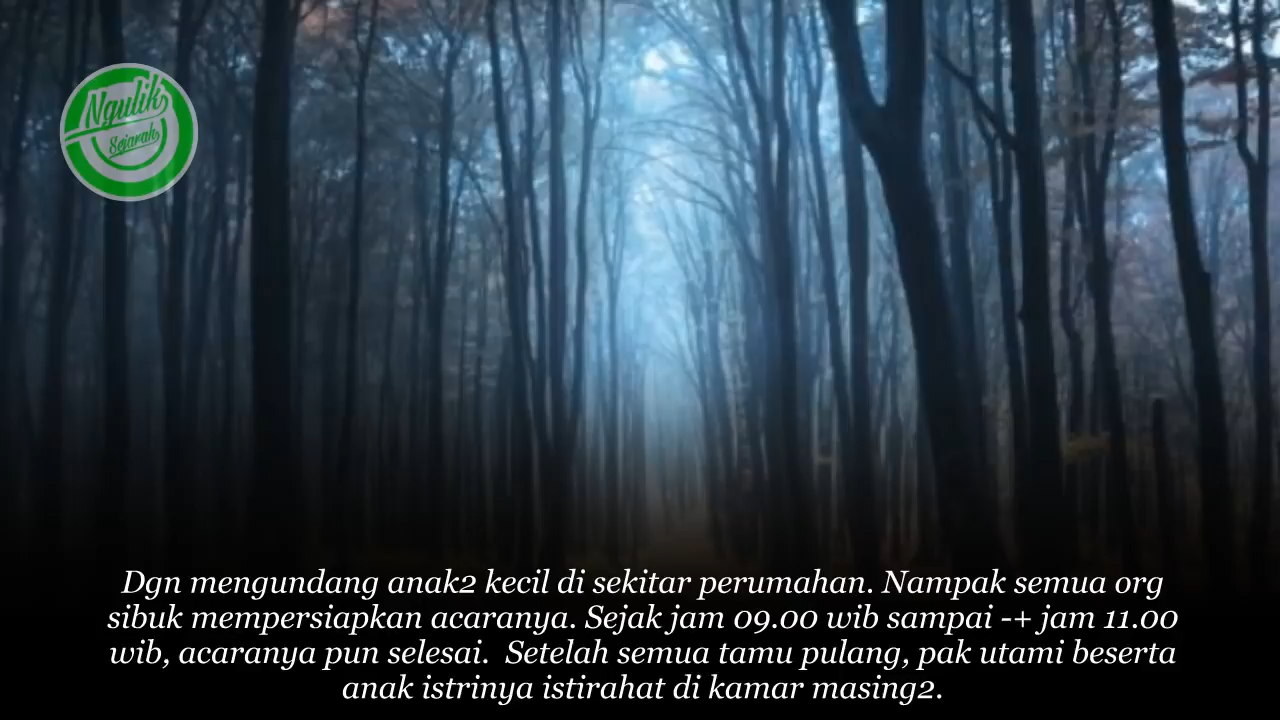 Ngulik
Sejarah
Dgn mengundang anak2 kecil di sekitar perumahan. Nampak semua org
sibuk mempersiapkan acaranya. Sejak jam 09.00 wib sampai -+ jam 11.00
wib, acaranya pun selesai.  Setelah semua tamu pulang, pak utami beserta
anak istrinya istirahat di kamar masing2.